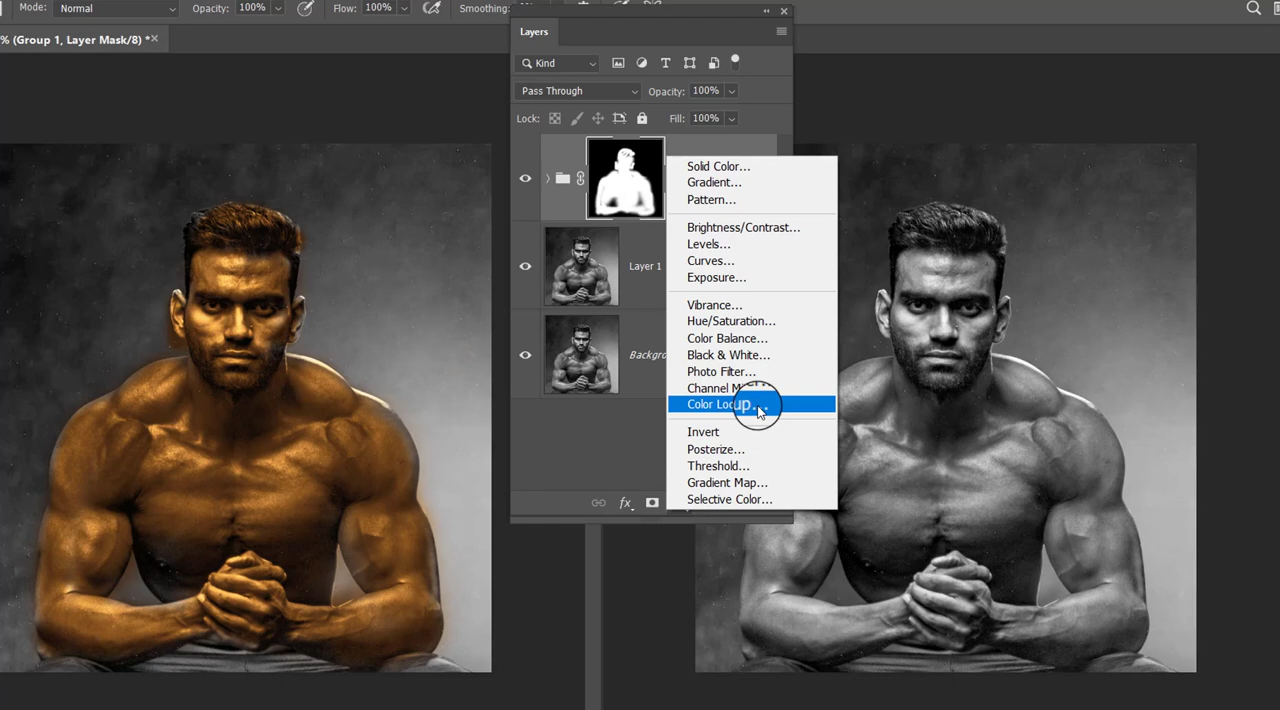 Mode: Normal Opacity: 100% Flow: 100% Smoothing:
% (Group 1, Layer Mask/8) *
Layers
Kind
Pass Through Opacity: 100%
Lock: Fill: 100%
Layer 1
Backgro
Solid Color...
Gradient...
Pattern...
Brightness/Contrast...
Levels...
Curves...
Exposure...
Vibrance...
Hue/Saturation...
Color Balance...
Black & White...
Photo Filter...
Channel M
Color Lo up...
Invert
Posterize...
Threshold...
Gradient Map...
Selective Color...
fx